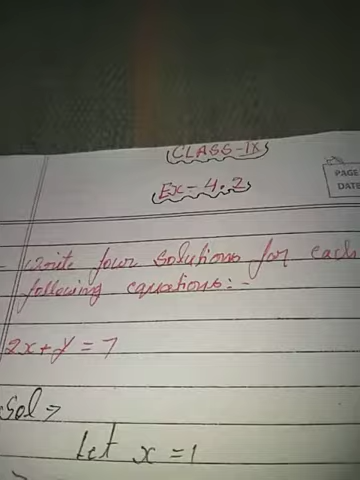 CLASS-IX
Ex-4.2
PAGE
DATE
- Write four solutions for each
following equations:-
2x+y=7
Sol =>
Let x=1